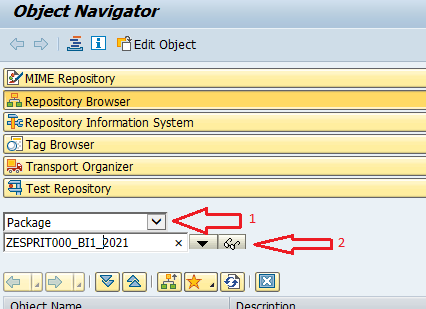 Object Navigator
Edit Object
MIME Repository
Repository Browser
Repository Information System
Tag Browser
Transport Organizer
Test Repository
Package
1
ZESPRIT000_BI1_2021
2
Object Name Description